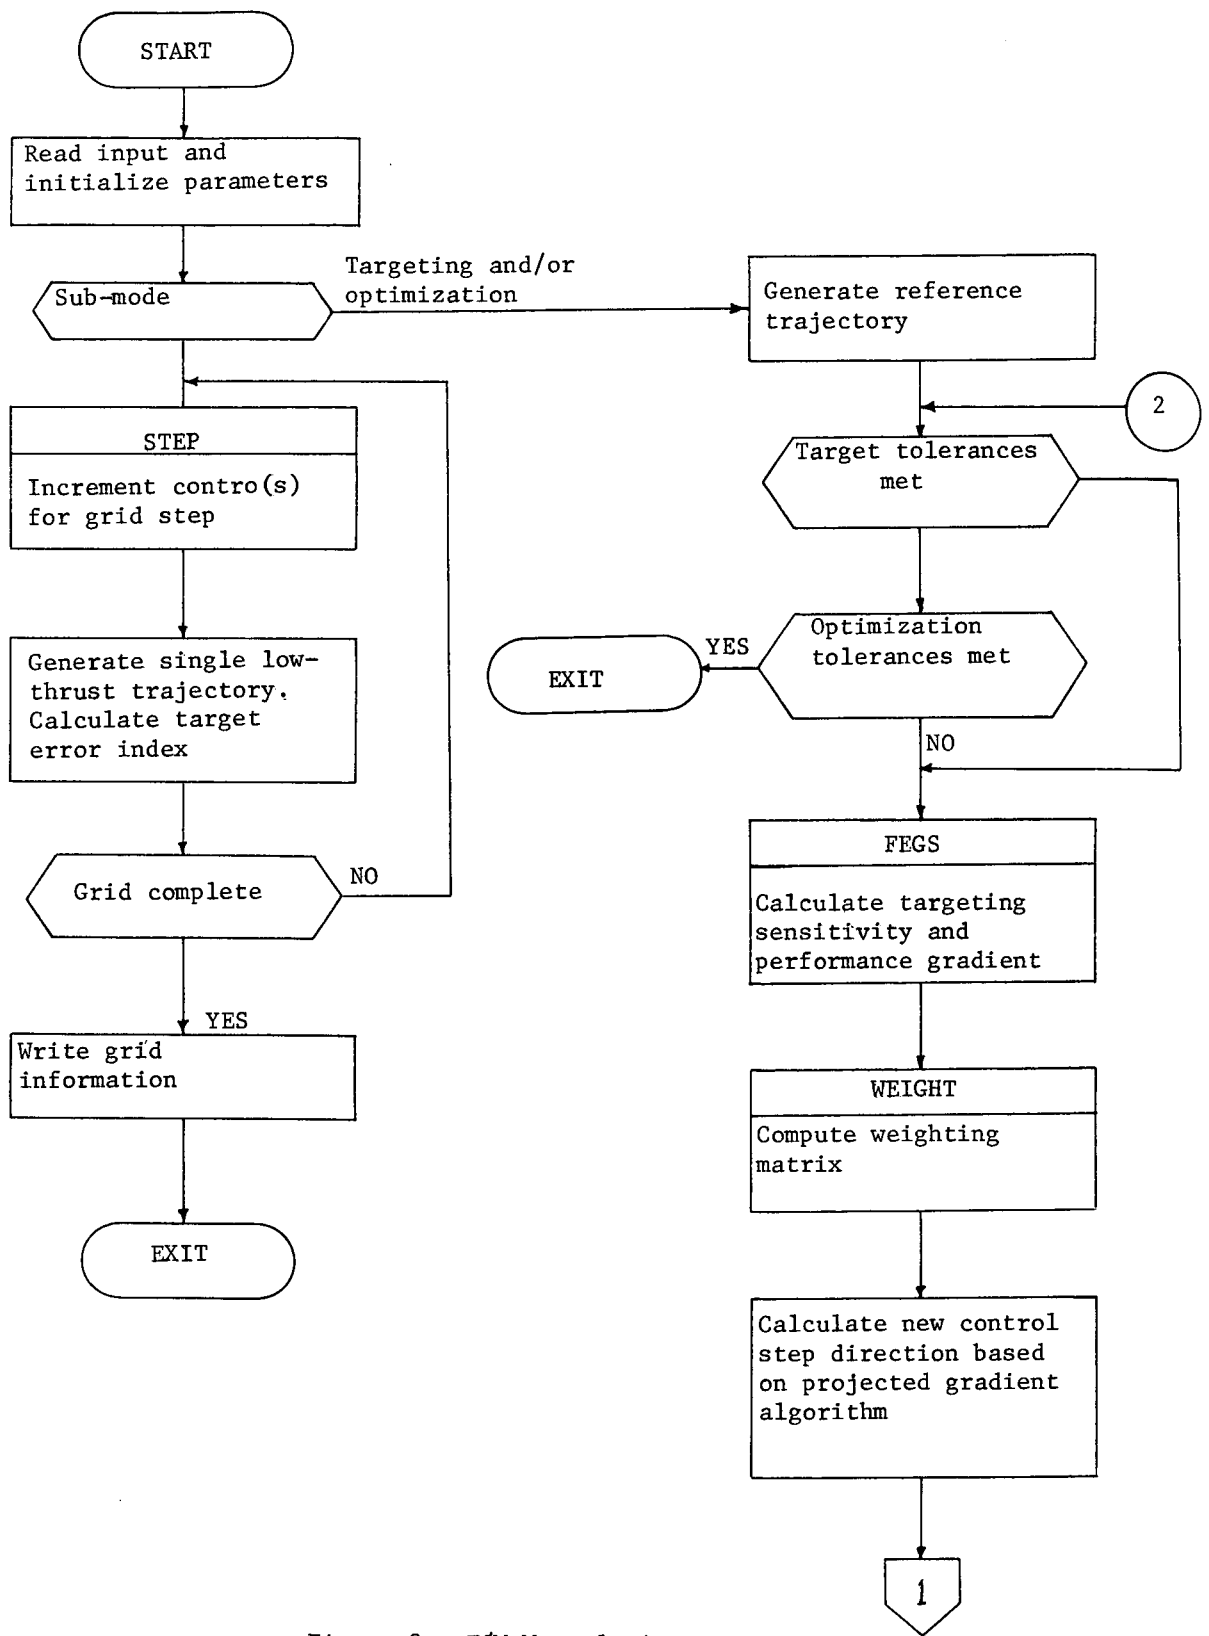 START
Read input and
initialize parameters
Sub-mode
Targeting and/or
optimization
STEP
Increment contro(s)
for grid step
Generate single low-
thrust trajectory.
Calculate target
error index
Grid complete
NO
YES
Write grid
information
EXIT
Generate reference
trajectory
2
Target tolerances
met
Optimization
tolerances met
YES
EXIT
NO
FEGS
Calculate targeting
sensitivity and
performance gradient
WEIGHT
Compute weighting
matrix
Calculate new control
step direction based
on projected gradient
algorithm
1